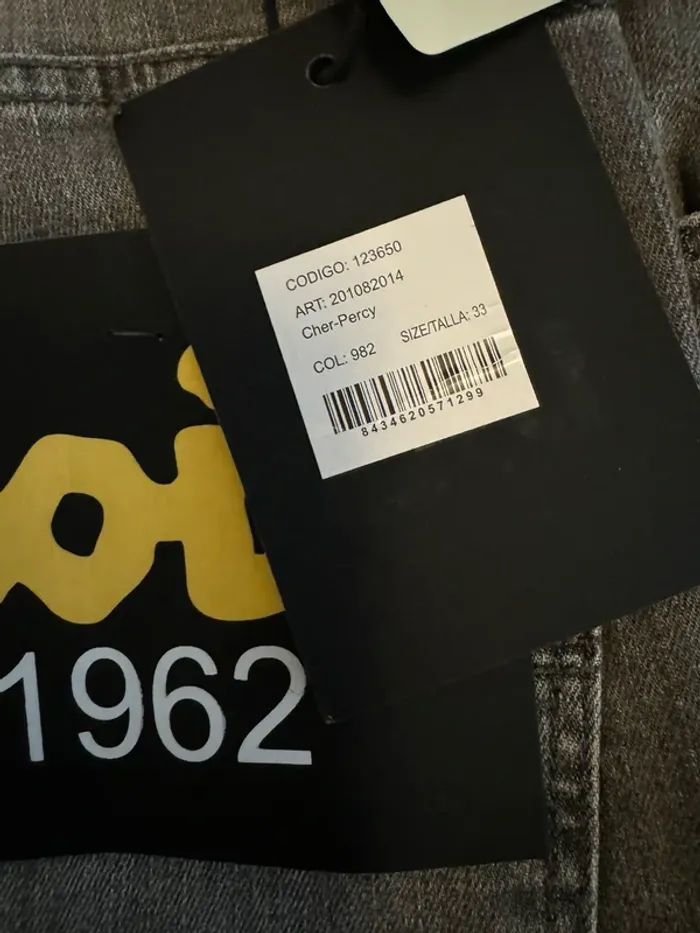 CODIGO: 123650
ART: 201082014
Cher-Percy
COL: 982 SIZE/TALLA: 33
8434620571299
1962